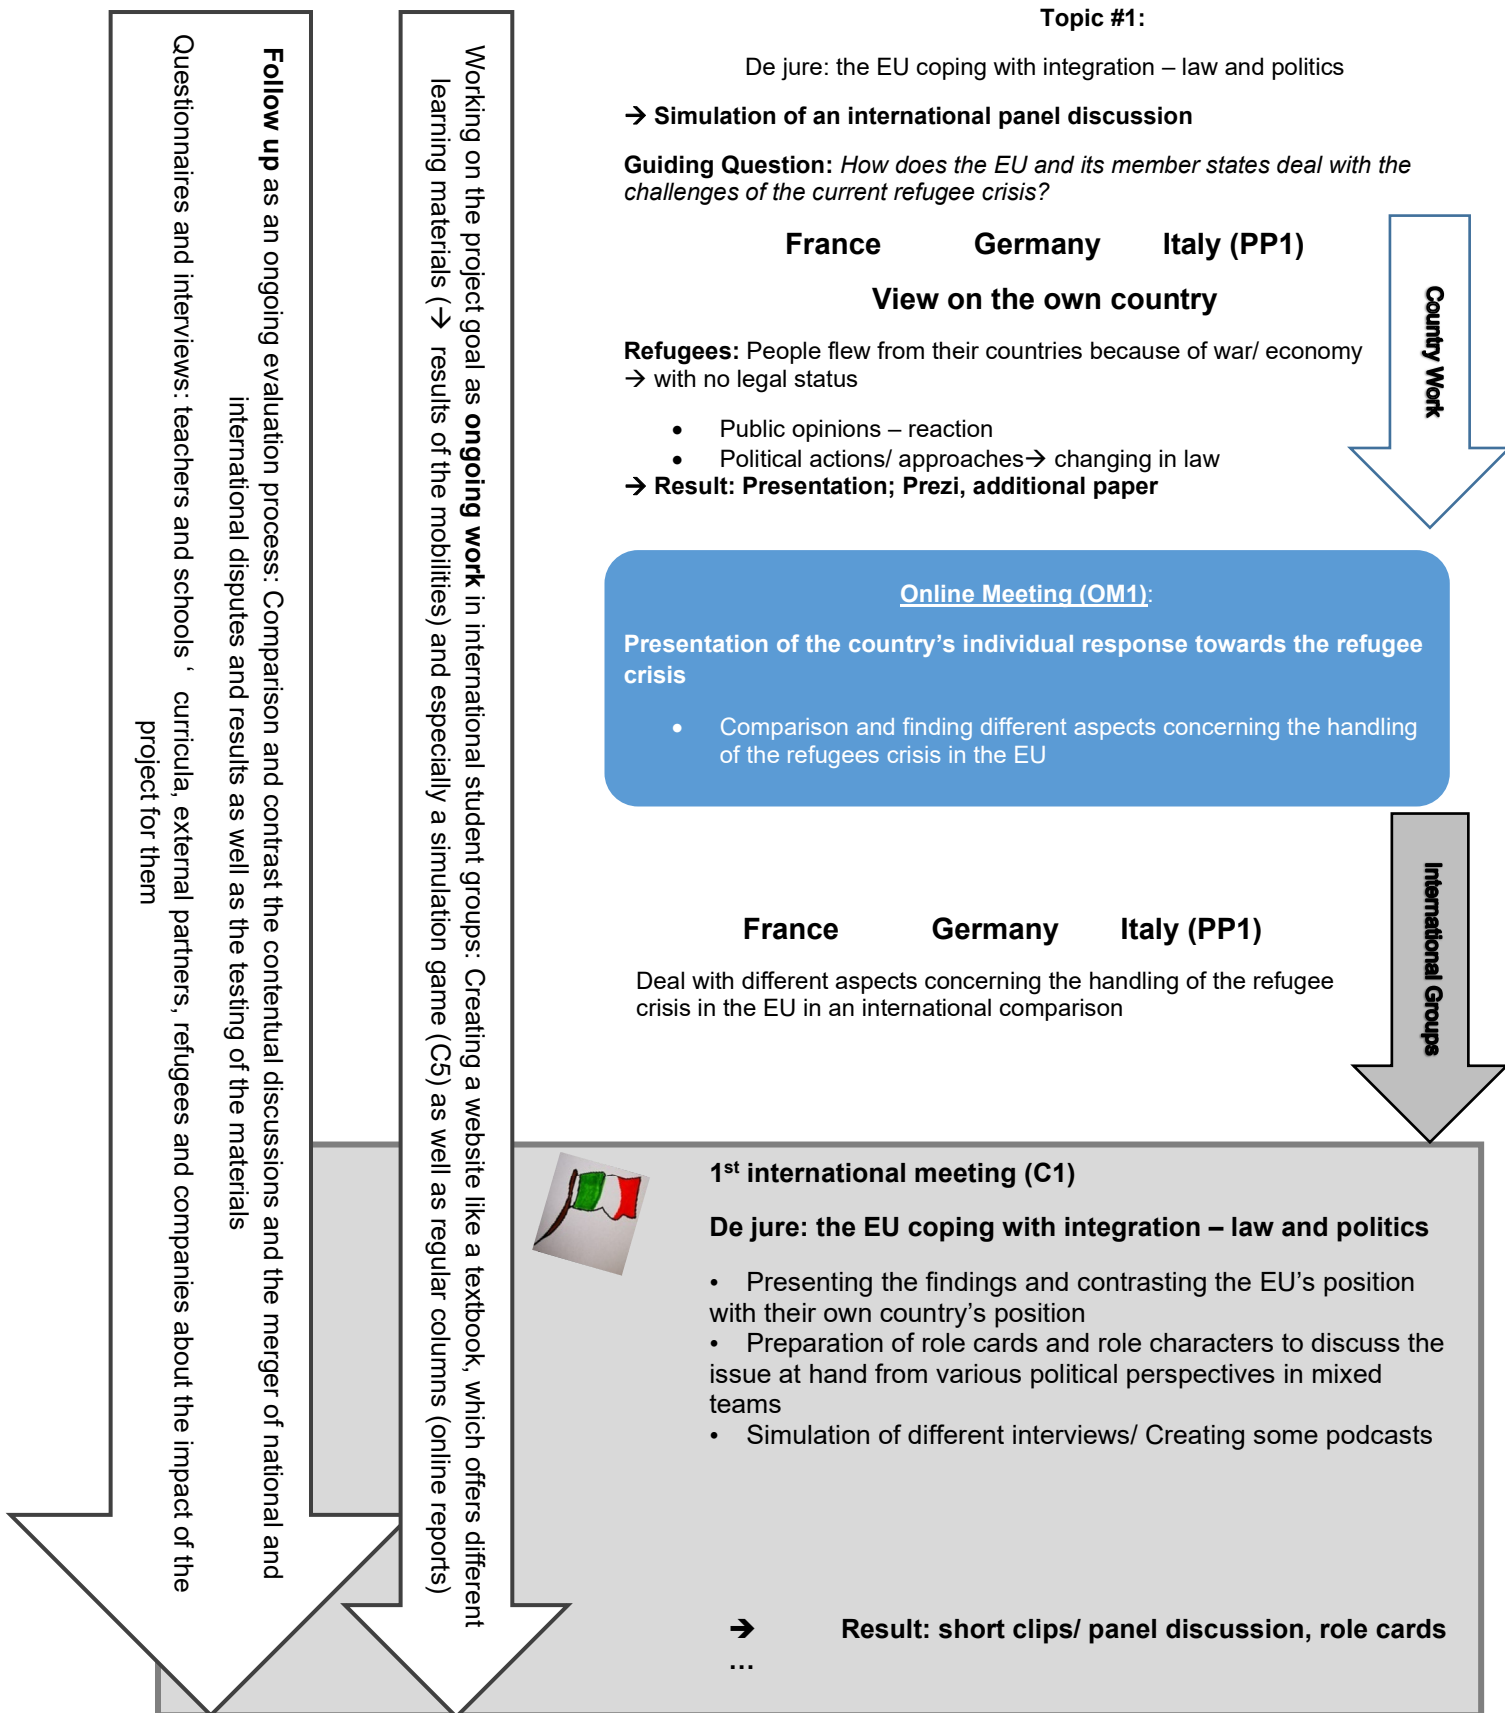 Topic #1:
De jure: the EU coping with integration – law and politics
→ Simulation of an international panel discussion
Guiding Question: How does the EU and its member states deal with the
challenges of the current refugee crisis?
France Germany Italy (PP1)
View on the own country
Refugees: People flew from their countries because of war/ economy
→ with no legal status
• Public opinions – reaction
• Political actions/ approaches→ changing in law
→ Result: Presentation; Prezi, additional paper
Country Work
Online Meeting (OM1):
Presentation of the country’s individual response towards the refugee
crisis
• Comparison and finding different aspects concerning the handling
of the refugees crisis in the EU
International Groups
France Germany Italy (PP1)
Deal with different aspects concerning the handling of the refugee
crisis in the EU in an international comparison
1st international meeting (C1)
De jure: the EU coping with integration – law and politics
• Presenting the findings and contrasting the EU’s position
with their own country’s position
• Preparation of role cards and role characters to discuss the
issue at hand from various political perspectives in mixed
teams
• Simulation of different interviews/ Creating some podcasts
→ Result: short clips/ panel discussion, role cards
…
Working on the project goal as ongoing work in international student groups: Creating a website like a textbook, which offers different
learning materials (→ results of the mobilities) and especially a simulation game (C5) as well as regular columns (online reports)
Follow up as an ongoing evaluation process: Comparison and contrast the contentual discussions and the merger of national and
international disputes and results as well as the testing of the materials
Questionnaires and interviews: teachers and schools ‘ curricula, external partners, refugees and companies about the impact of the
project for them